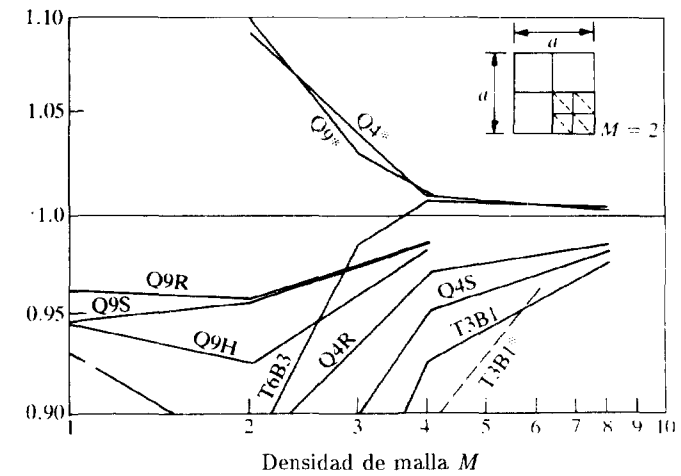 1.10
a
1.05
a
M = 2
Q9*
Q4*
1.0
Q9R
0.95
Q9S
Q9H
Q4S
T3B1
T6B3
Q4R
T3B1*
0.90
1 2 3 4 5 6 7 8 9 10
Densidad de malla M